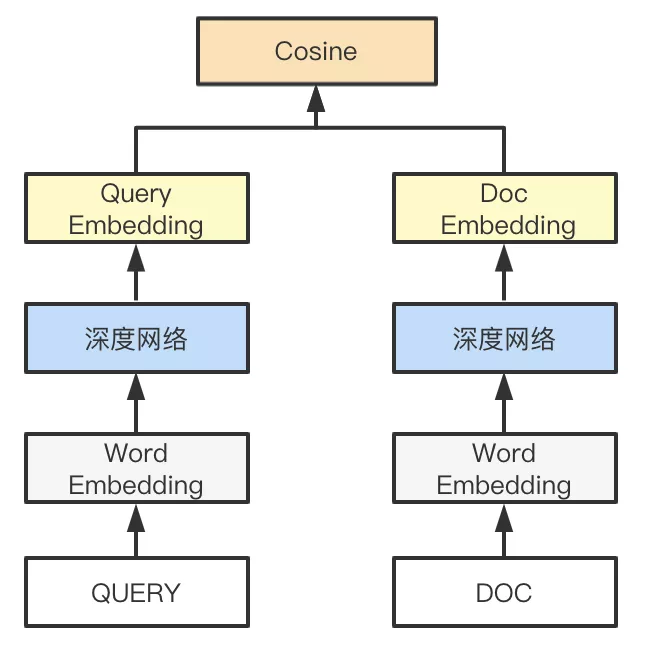 Cosine
Query
Embedding
Doc
Embedding
深度网络
深度网络
Word
Embedding
Word
Embedding
QUERY
DOC